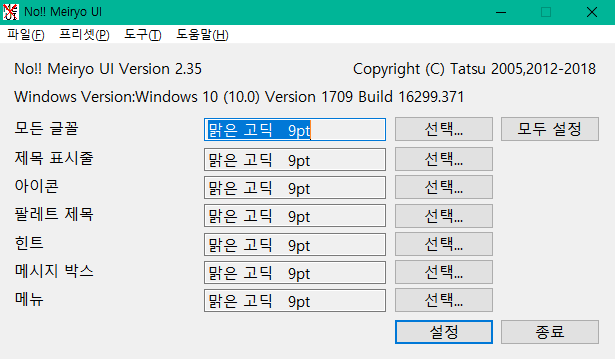 No!! Meiryo UI
파일(F) 프리셋(P) 도구(T) 도움말(H)
No!! Meiryo UI Version 2.35 Copyright (C) Tatsu 2005,2012-2018
Windows Version:Windows 10 (10.0) Version 1709 Build 16299.371
모든 글꼴 맑은 고딕 9pt 선택... 모두 설정
제목 표시줄 맑은 고딕 9pt 선택...
아이콘 맑은 고딕 9pt 선택...
팔레트 제목 맑은 고딕 9pt 선택...
힌트 맑은 고딕 9pt 선택...
메시지 박스 맑은 고딕 9pt 선택...
메뉴 맑은 고딕 9pt 선택...
설정 종료